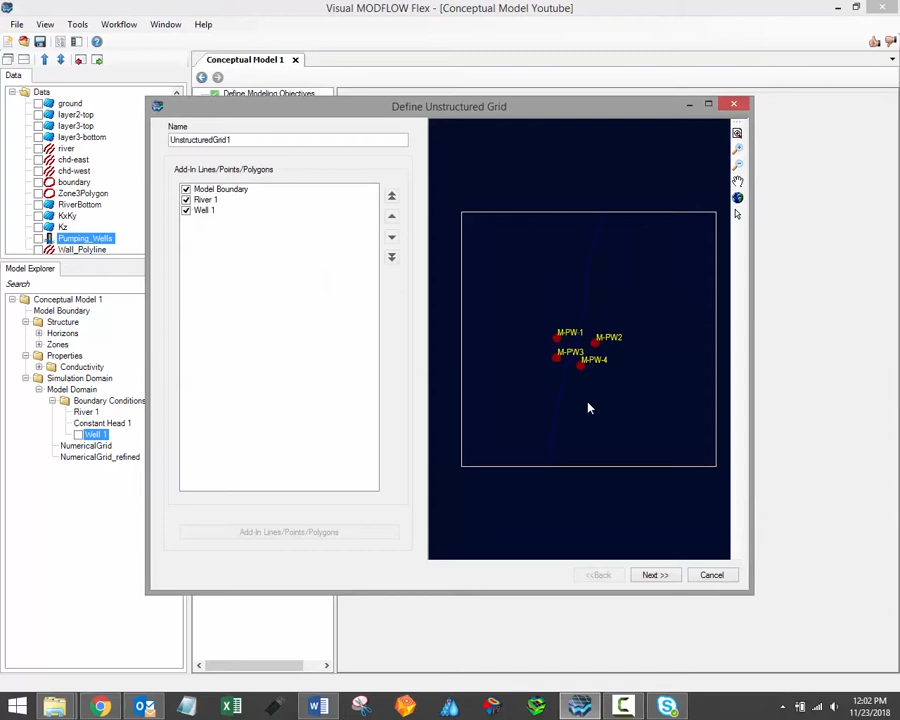 Visual MODFLOW Flex - [Conceptual Model Youtube]
File View Tools Workflow Window Help
Data
Conceptual Model 1
Define Modeling Objectives
Data
ground
layer2-top
layer3-top
layer3-bottom
river
chd-east
chd-west
boundary
Zone3Polygon
RiverBottom
KxKy
Kz
Pumping_Wells
Wall_Polyline
Model Explorer
Search
Conceptual Model 1
Model Boundary
Structure
Horizons
Zones
Properties
Conductivity
Simulation Domain
Model Domain
Boundary Conditions
River 1
Constant Head 1
Well 1
NumericalGrid
NumericalGrid_refined
Define Unstructured Grid
Name
UnstructuredGrid1
Add-In Lines/Points/Polygons
Model Boundary
River 1
Well 1
Add-In Lines/Points/Polygons
M-PW-1
M-PW2
M-PW3
M-PW-4
<<Back
Next >>
Cancel
12:02 PM
11/23/2018